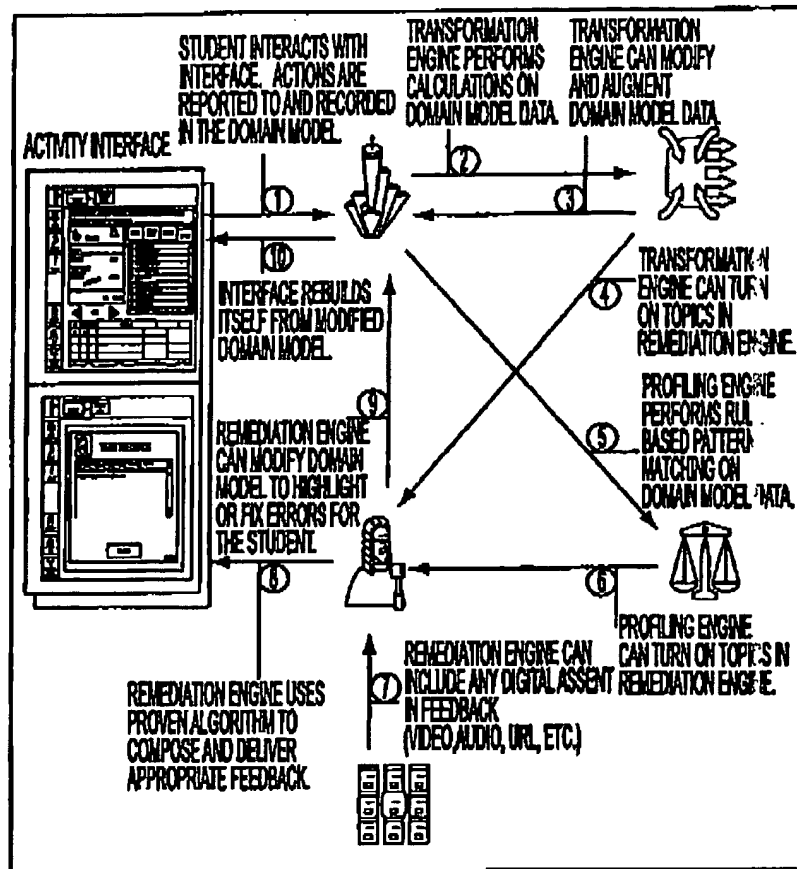 STUDENT INTERACTS WITH
INTERFACE. ACTIONS ARE
REPORTED TO AND RECORDED
IN THE DOMAIN MODEL.
TRANSFORMATION
ENGINE PERFORMS
CALCULATIONS ON
DOMAIN MODEL DATA.
TRANSFORMATION
ENGINE CAN MODIFY
AND AUGMENT
DOMAIN MODEL DATA.
ACTIVITY INTERFACE
1
2
3
10
INTERFACE REBUILDS
ITSELF FROM MODIFIED
DOMAIN MODEL.
4
TRANSFORMATION
ENGINE CAN TURN
ON TOPICS IN
REMEDIATION ENGINE.
9
5
PROFILING ENGINE
PERFORMS RUL
BASED PATTERN
MATCHING ON
DOMAIN MODEL DATA.
REMEDIATION ENGINE
CAN MODIFY DOMAIN
MODEL TO HIGHLIGHT
OR FIX ERRORS FOR
THE STUDENT.
8
6
PROFILING ENGINE
CAN TURN ON TOPICS IN
REMEDIATION ENGINE.
7
REMEDIATION ENGINE CAN
INCLUDE ANY DIGITAL ASSENT
IN FEEDBACK
(VIDEO,AUDIO, URL, ETC.)
REMEDIATION ENGINE USES
PROVEN ALGORITHM TO
COMPOSE AND DELIVER
APPROPRIATE FEEDBACK.